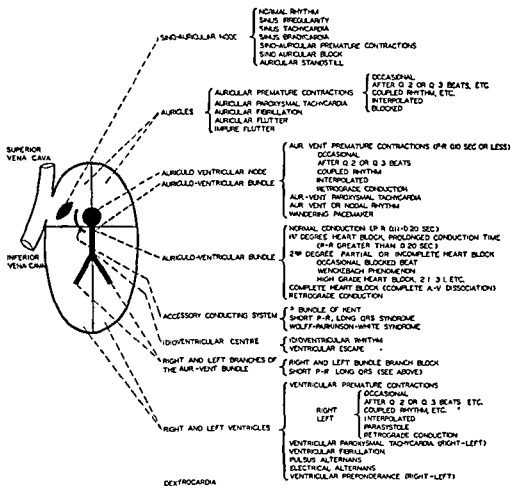 SINO-AURICULAR NODE
NORMAL RHYTHM
SINUS IRREGULARITY
SINUS TACHYCARDIA
SINUS BRADYCARDIA
SINO-AURICULAR PREMATURE CONTRACTIONS
SINO AURICULAR BLOCK
AURICULAR STANDSTILL
AURICLES
AURICULAR PREMATURE CONTRACTIONS
OCCASIONAL
AFTER Q 2 OR Q 3 BEATS, ETC
COUPLED RHYTHM, ETC.
INTERPOLATED
BLOCKED
AURICULAR PAROXYSMAL TACHYCARDIA
AURICULAR FIBRILLATION
AURICULAR FLUTTER
IMPURE FLUTTER
SUPERIOR
VENA CAVA
INFERIOR
VENA CAVA
AURICULO VENTRICULAR NODE
AURICULO-VENTRICULAR BUNDLE
AUR VENT PREMATURE CONTRACTIONS (P-R 0.10 SEC OR LESS)
OCCASIONAL
AFTER Q 2 OR Q 3 BEATS
COUPLED RHYTHM
INTERPOLATED
RETROGRADE CONDUCTION
AUR-VENT PAROXYSMAL TACHYCARDIA
AUR VENT OR NODAL RHYTHM
WANDERING PACEMAKER
AURICULO-VENTRICULAR BUNDLE
NORMAL CONDUCTION (P R 0.11-0.20 SEC)
1ST DEGREE HEART BLOCK, PROLONGED CONDUCTION TIME
(P-R GREATER THAN 0.20 SEC)
2ND DEGREE PARTIAL OR INCOMPLETE HEART BLOCK
OCCASIONAL BLOCKED BEAT
WENCKEBACH PHENOMENON
HIGH GRADE HEART BLOCK, 2 1 3 1, ETC.
COMPLETE HEART BLOCK (COMPLETE A-V DISSOCIATION)
RETROGRADE CONDUCTION
ACCESSORY CONDUCTING SYSTEM
? BUNDLE OF KENT
SHORT P-R, LONG QRS SYNDROME
WOLFF-PARKINSON-WHITE SYNDROME
IDIOVENTRICULAR CENTRE
IDIOVENTRICULAR RHYTHM
VENTRICULAR ESCAPE "
RIGHT AND LEFT BRANCHES OF
THE AUR-VENT BUNDLE
RIGHT AND LEFT BUNDLE BRANCH BLOCK
SHORT P-R LONG QRS (SEE ABOVE)
RIGHT AND LEFT VENTRICLES
VENTRICULAR PREMATURE CONTRACTIONS
RIGHT
LEFT
OCCASIONAL
AFTER Q 2 OR Q 3 BEATS ETC.
COUPLED RHYTHM, ETC. "
INTERPOLATED
PARASYSTOLE
RETROGRADE CONDUCTION
VENTRICULAR PAROXYSMAL TACHYCARDIA (RIGHT-LEFT)
VENTRICULAR FIBRILLATION
PULSUS ALTERNANS
ELECTRICAL ALTERNANS
VENTRICULAR PREPONDERANCE (RIGHT-LEFT)
DEXTROCARDIA